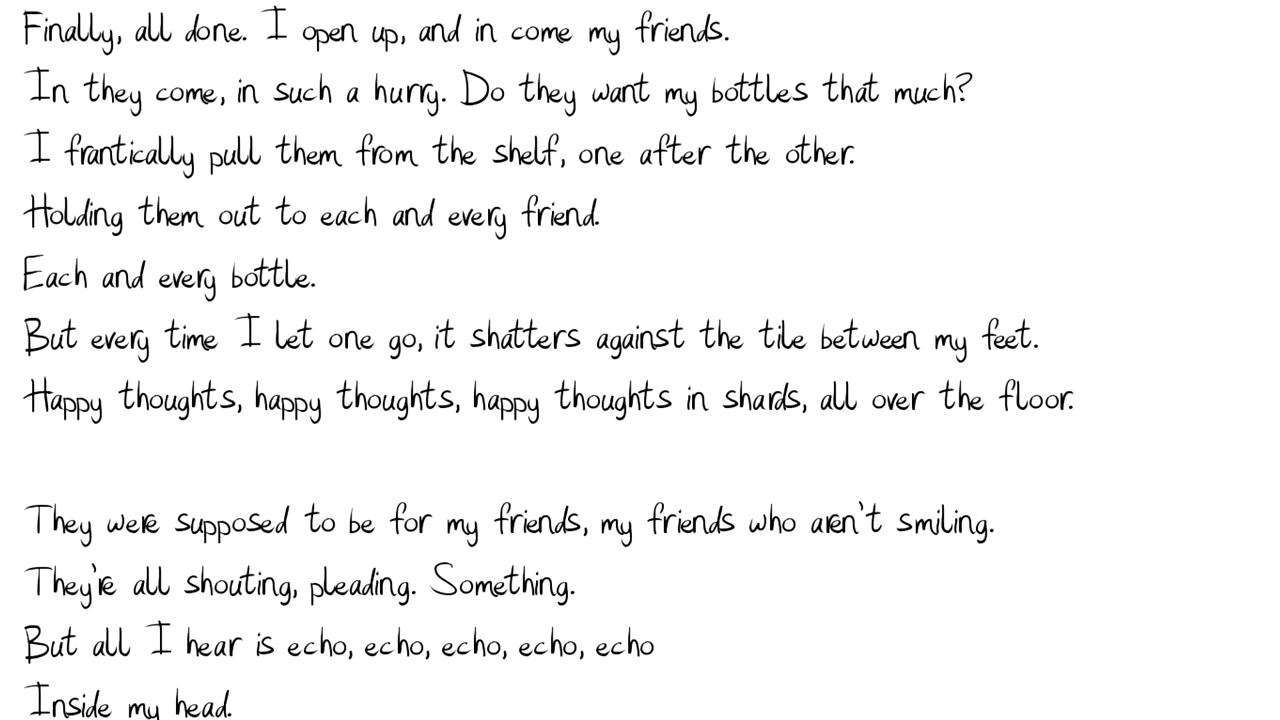 Finally, all done. I open up, and in come my friends.
In they come, in such a hurry. Do they want my bottles that much?
I frantically pull them from the shelf, one after the other.
Holding them out to each and every friend.
Each and every bottle.
But every time I let one go, it shatters against the tile between my feet.
Happy thoughts, happy thoughts, happy thoughts in shards, all over the floor.
They were supposed to be for my friends, my friends who aren't smiling.
They're all shouting, pleading. Something.
But all I hear is echo, echo, echo, echo, echo
Inside my head.